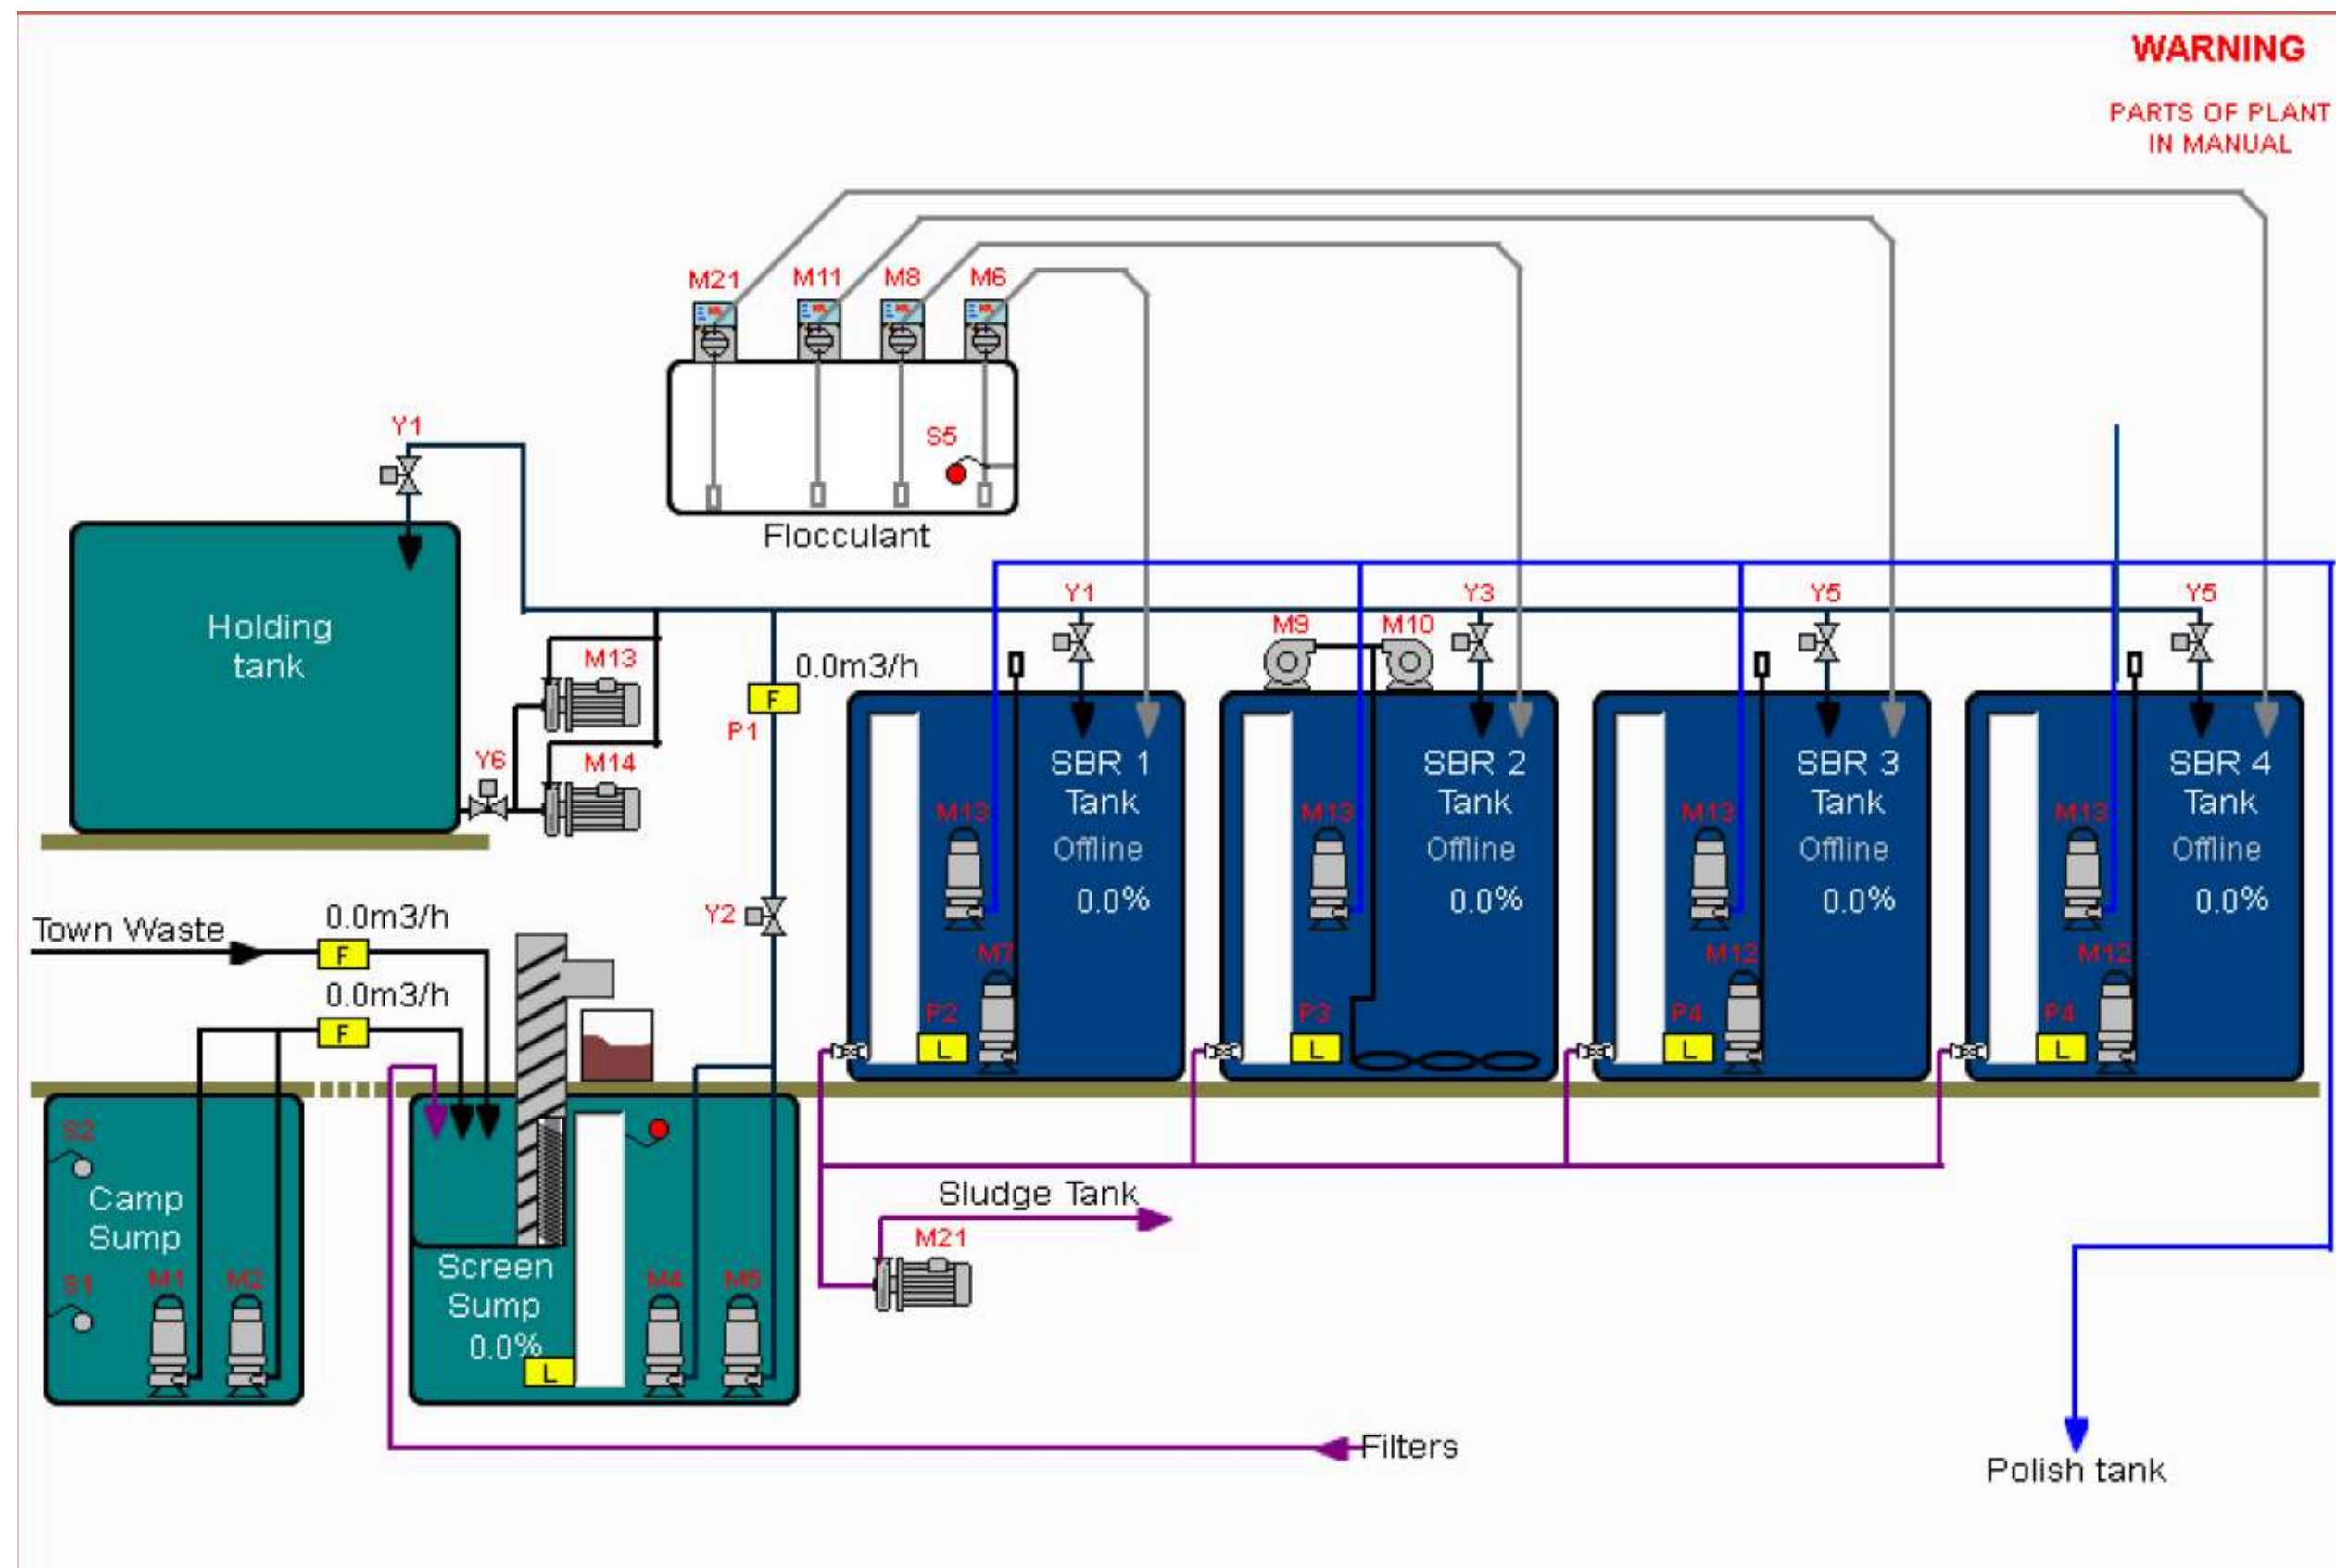 WARNING
PARTS OF PLANT
IN MANUAL
M21
M11
M8
M6
S5
Flocculant
Y1
Holding
tank
M13
M14
Y6
0.0m3/h
F
P1
Y2
Y1
Y3
Y5
Y5
M9
M10
SBR 1
Tank
Offline
0.0%
M13
M7
P2
L
SBR 2
Tank
Offline
0.0%
M13
P3
L
SBR 3
Tank
Offline
0.0%
M13
M12
P4
L
SBR 4
Tank
Offline
0.0%
M13
M12
P4
L
Town Waste
0.0m3/h
F
0.0m3/h
F
S2
Camp
Sump
S1
M1
M2
Screen
Sump
0.0%
L
M4
M5
Sludge Tank
M21
Filters
Polish tank